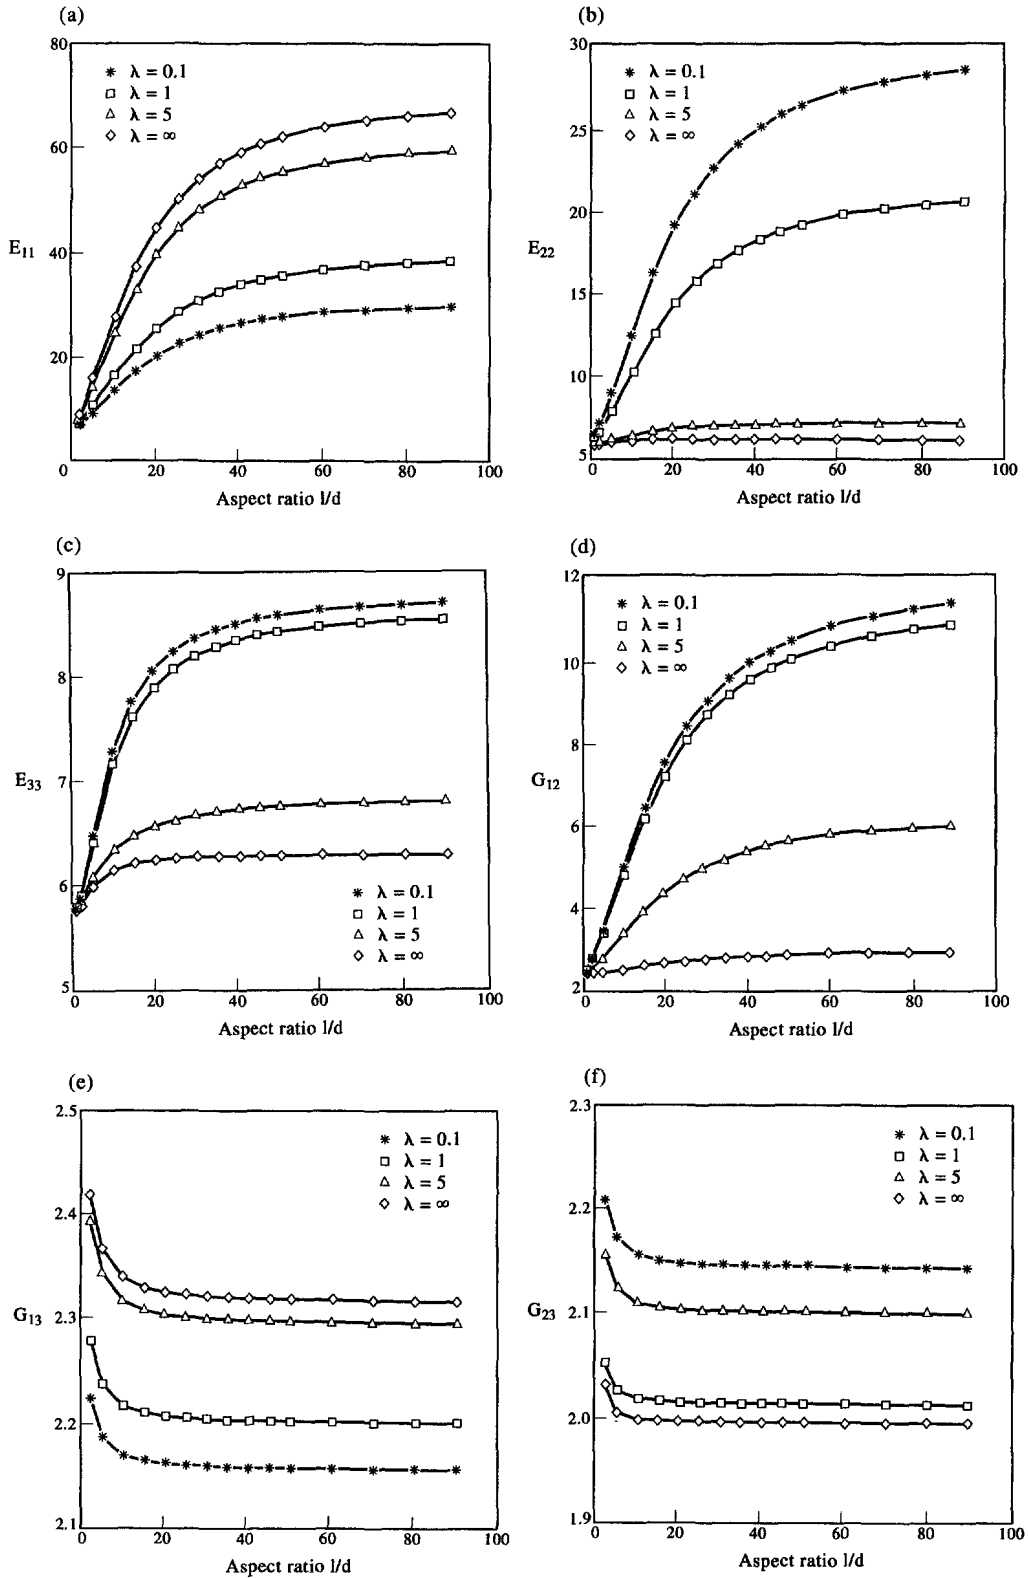 (a)
80
60
40
20
E11
λ = 0.1
λ = 1
λ = 5
λ = ∞
0 20 40 60 80 100
Aspect ratio l/d
(b)
30
25
20
15
10
5
E22
λ = 0.1
λ = 1
λ = 5
λ = ∞
0 20 40 60 80 100
Aspect ratio l/d
(c)
9
8
7
6
5
E33
λ = 0.1
λ = 1
λ = 5
λ = ∞
0 20 40 60 80 100
Aspect ratio l/d
(d)
12
10
8
6
4
2
G12
λ = 0.1
λ = 1
λ = 5
λ = ∞
0 20 40 60 80 100
Aspect ratio l/d
(e)
2.5
2.4
2.3
2.2
2.1
G13
λ = 0.1
λ = 1
λ = 5
λ = ∞
0 20 40 60 80 100
Aspect ratio l/d
(f)
2.3
2.2
2.1
2.0
1.9
G23
λ = 0.1
λ = 1
λ = 5
λ = ∞
0 20 40 60 80 100
Aspect ratio l/d